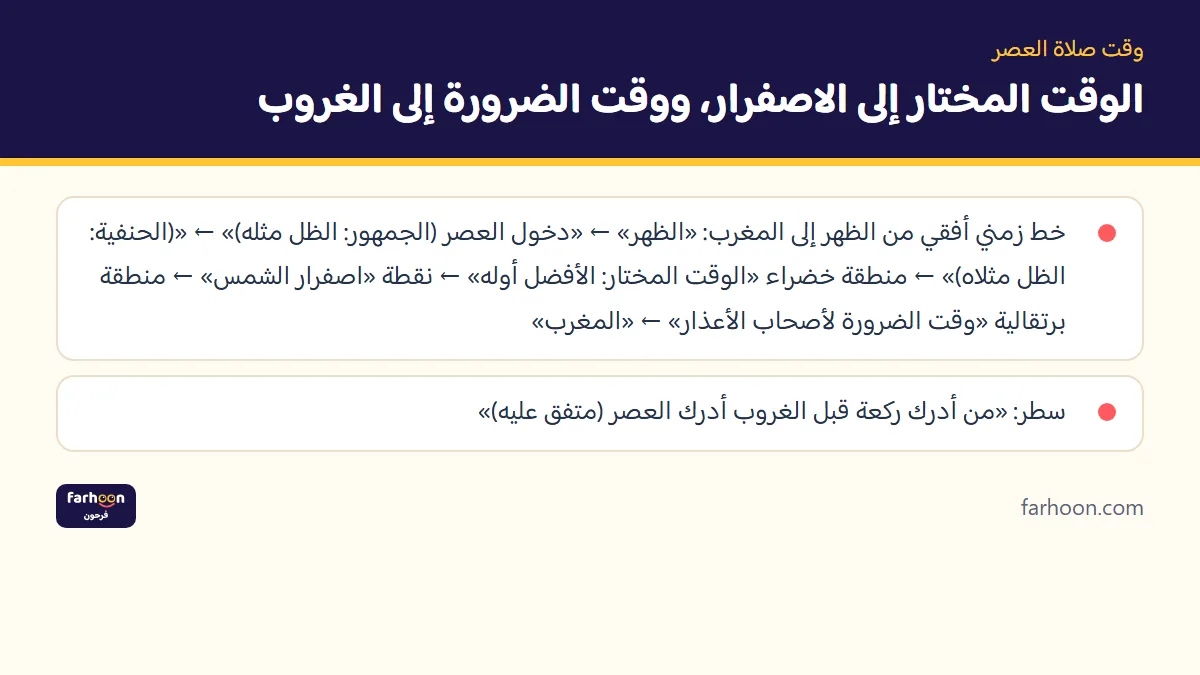 وقت صلاة العصر
الوقت المختار إلى الاصفرار، ووقت الضرورة إلى الغروب
خط زمني أفقي من الظهر إلى المغرب: «الظهر» ← «دخول العصر (الجمهور: الظل مثله)» ← «(الحنفية:
الظل مثلاه)» ← منطقة خضراء «الوقت المختار: الأفضل أوله» ← نقطة «اصفرار الشمس» ← منطقة
برتقالية «وقت الضرورة لأصحاب الأعذار» ← «المغرب»
سطر: «من أدرك ركعة قبل الغروب أدرك العصر (متفق عليه)»
farhoon.com
farhoon
فرحون